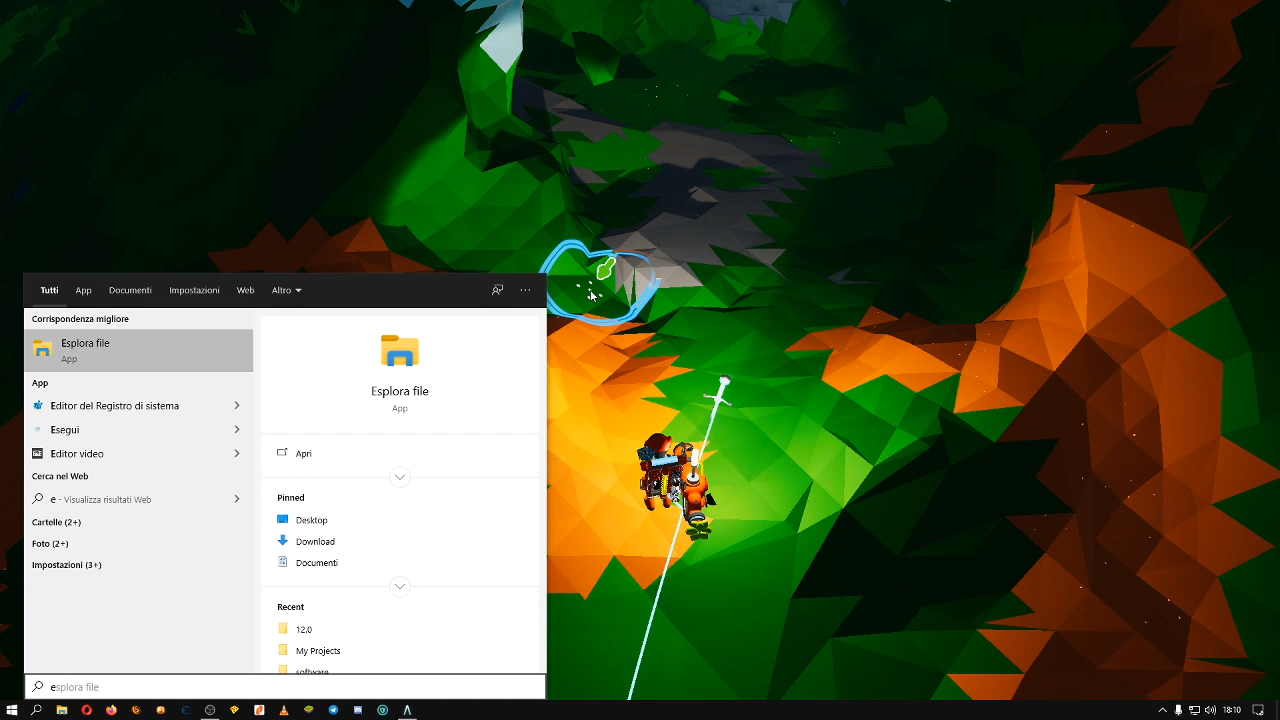 Tutti App Documenti Impostazioni Web Altro
Corrispondenza migliore
Esplora file
App
App
Editor del Registro di sistema
Esegui
Editor video
Cerca nel Web
e - Visualizza risultati Web
Cartelle (2+)
Foto (2+)
Impostazioni (3+)
Esplora file
App
Apri
Pinned
Desktop
Download
Documenti
Recent
12.0
My Projects
software
esplora file
18:10